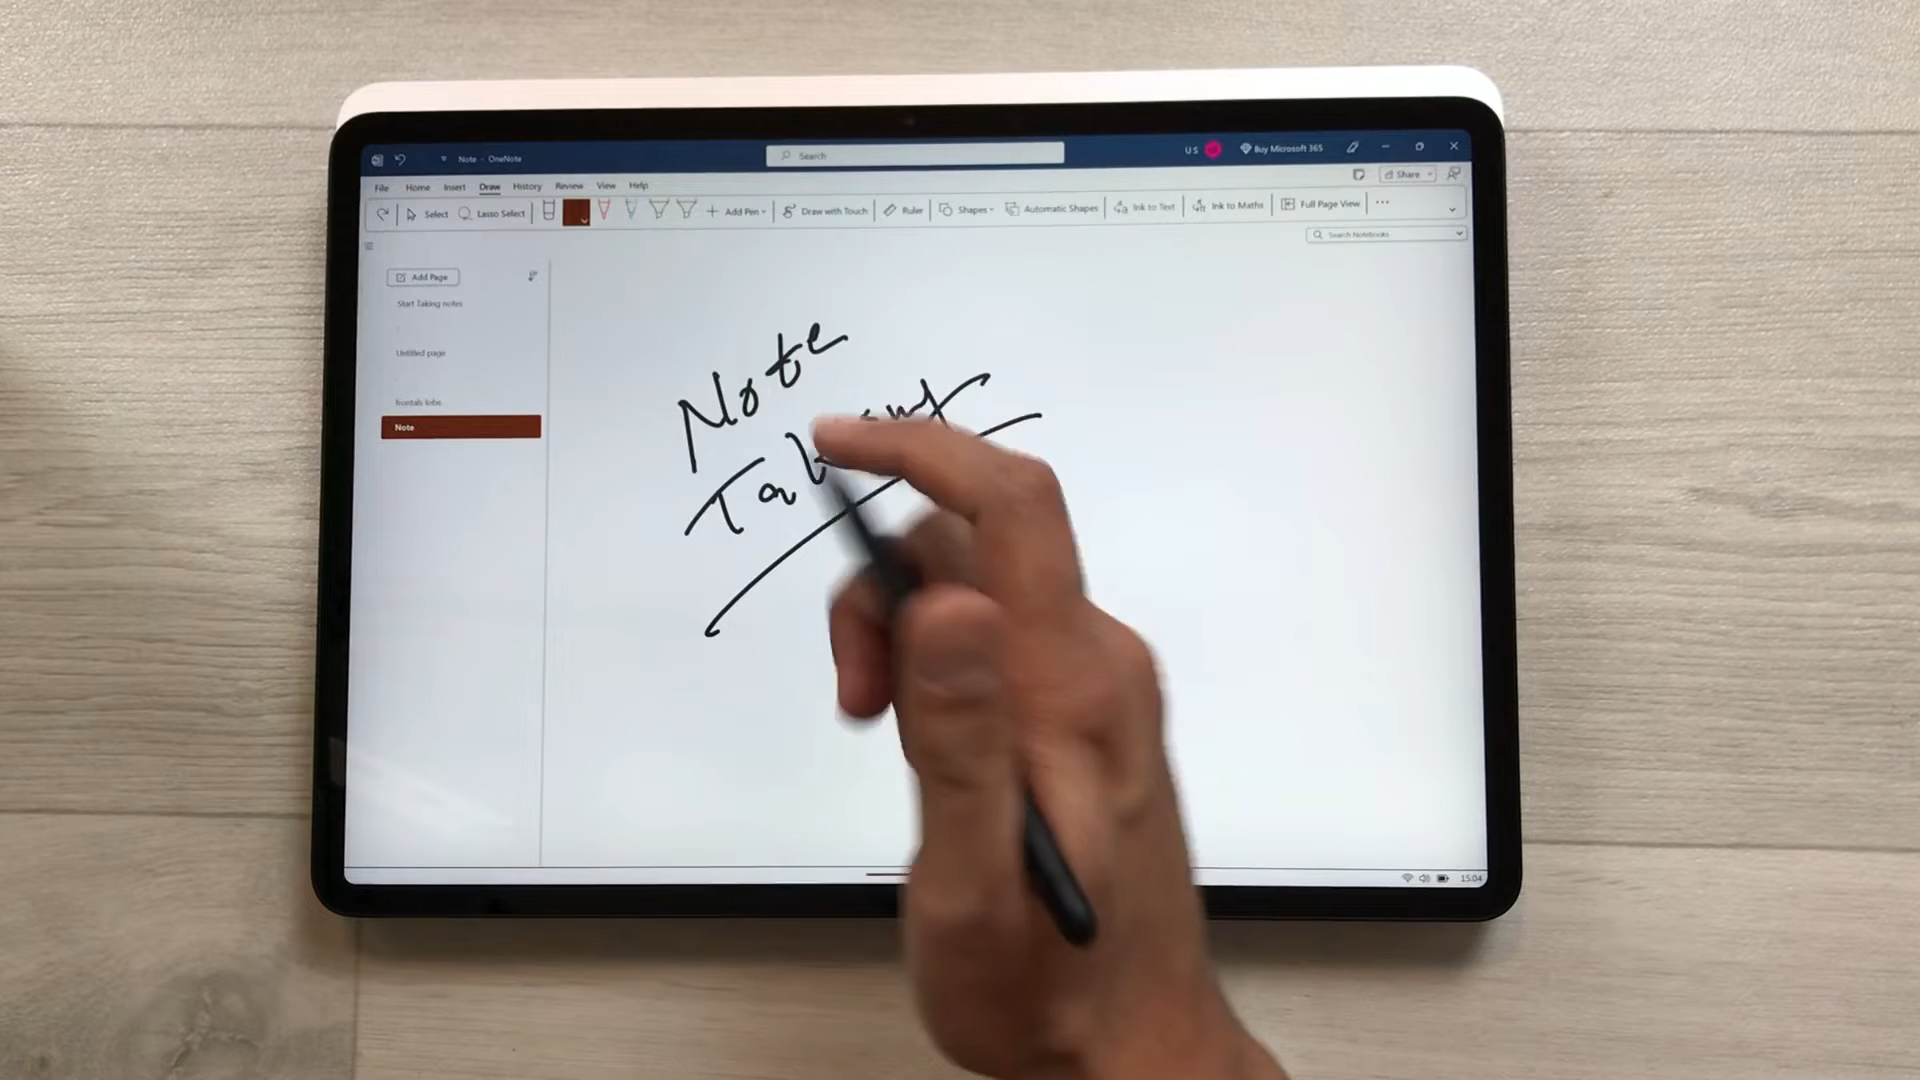 Note - OneNote
Search
U S
Buy Microsoft 365
File Home Insert Draw History Review View Help
Share
Select Lasso Select Add Pen Draw with Touch Ruler Shapes Automatic Shapes Ink to Text Ink to Maths Full Page View ...
Search Notebooks
Add Page
Start Taking notes
Untitled page
Note
Note
15:04